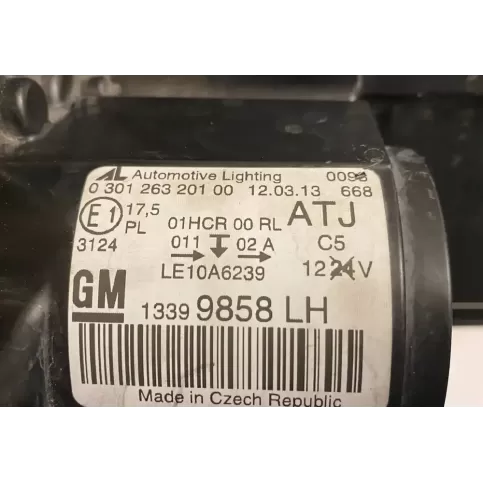 AL Automotive Lighting 009
0 301 263 201 00 12.03.13 668
E1 17,5 01HCR 00 RL ATJ
PL
3124 011 02 A C5
LE10A6239 12 24 V
GM
1339 9858 LH
Made in Czech Republic